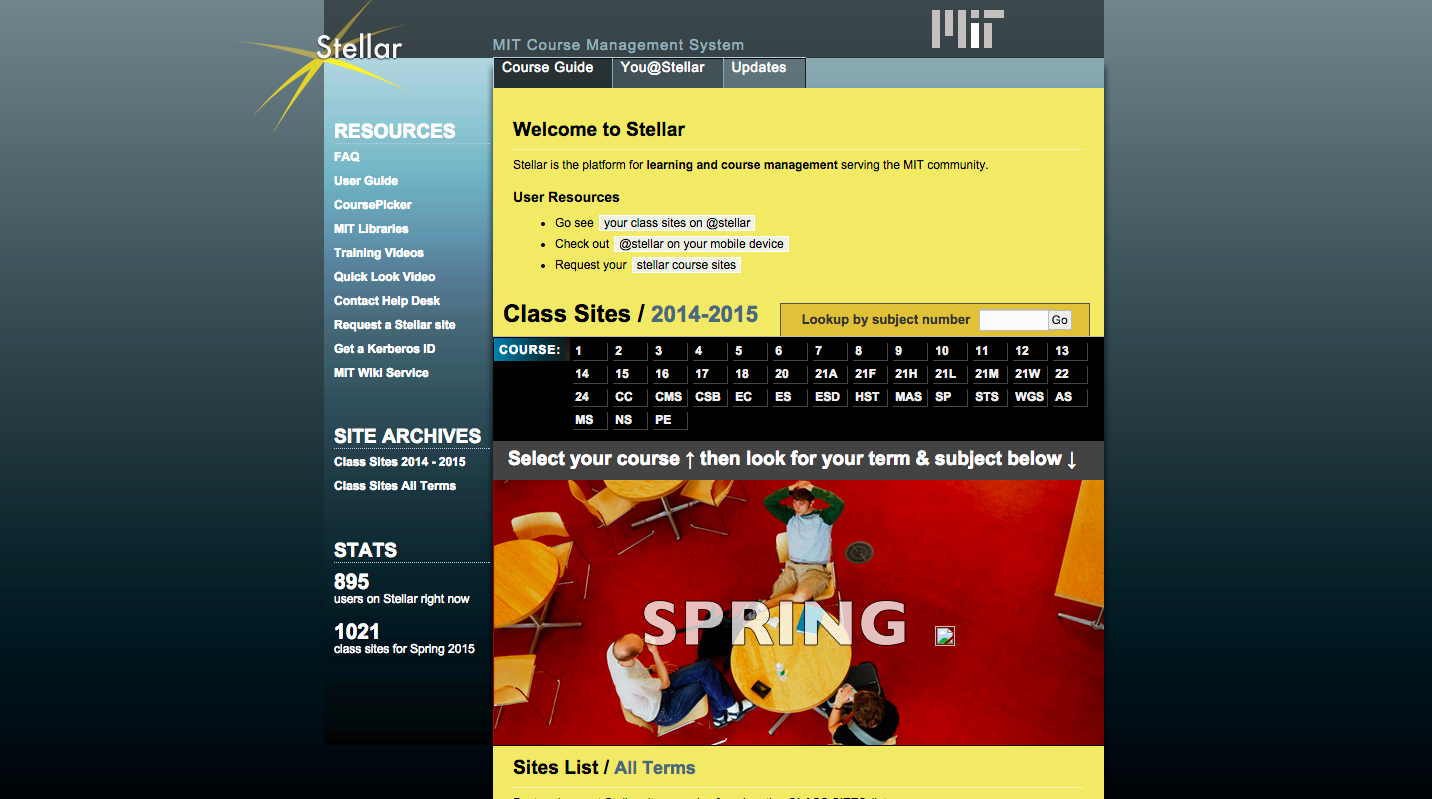 Stellar
MIT Course Management System
MIT
Course Guide You@Stellar Updates
RESOURCES
FAQ
User Guide
CoursePicker
MIT Libraries
Training Videos
Quick Look Video
Contact Help Desk
Request a Stellar site
Get a Kerberos ID
MIT Wiki Service
SITE ARCHIVES
Class Sites 2014 - 2015
Class Sites All Terms
STATS
895
users on Stellar right now
1021
class sites for Spring 2015
Welcome to Stellar
Stellar is the platform for learning and course management serving the MIT community.
User Resources
• Go see your class sites on @stellar
• Check out @stellar on your mobile device
• Request your stellar course sites
Class Sites / 2014-2015
Lookup by subject number Go
COURSE: 1 2 3 4 5 6 7 8 9 10 11 12 13
14 15 16 17 18 20 21A 21F 21H 21L 21M 21W 22
24 CC CMS CSB EC ES ESD HST MAS SP STS WGS AS
MS NS PE
Select your course ↑ then look for your term & subject below ↓
SPRING
Sites List / All Terms